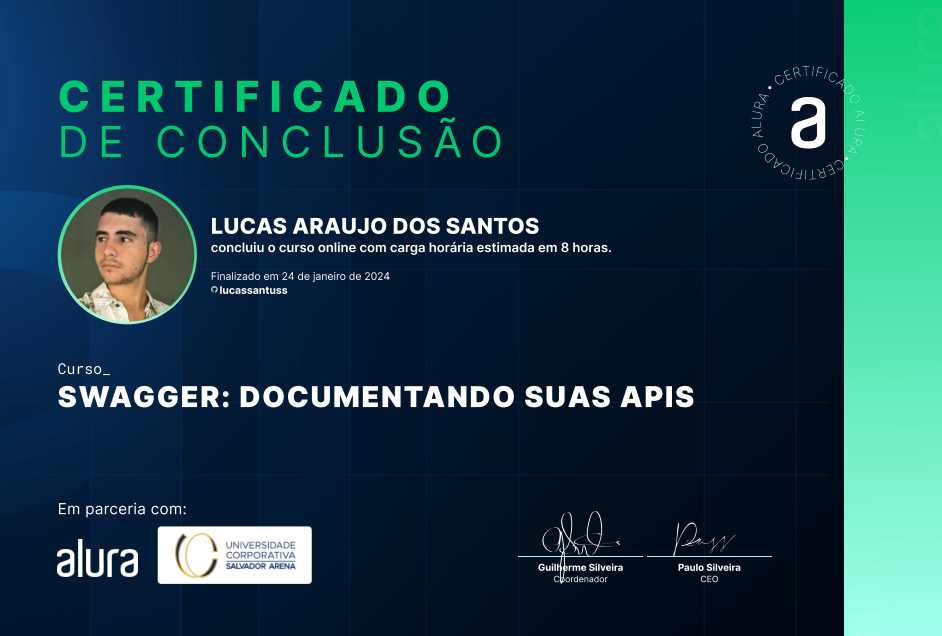 CERTIFICADO
DE CONCLUSÃO
CERTIFICADO ALURA • CERTIFICADO ALURA •
a
alura
LUCAS ARAUJO DOS SANTOS
concluiu o curso online com carga horária estimada em 8 horas.
Finalizado em 24 de janeiro de 2024
lucassantuss
Curso_
SWAGGER: DOCUMENTANDO SUAS APIS
Em parceria com:
alura
UNIVERSIDADE
CORPORATIVA
SALVADOR ARENA
Guilherme Silveira
Coordenador
Paulo Silveira
CEO